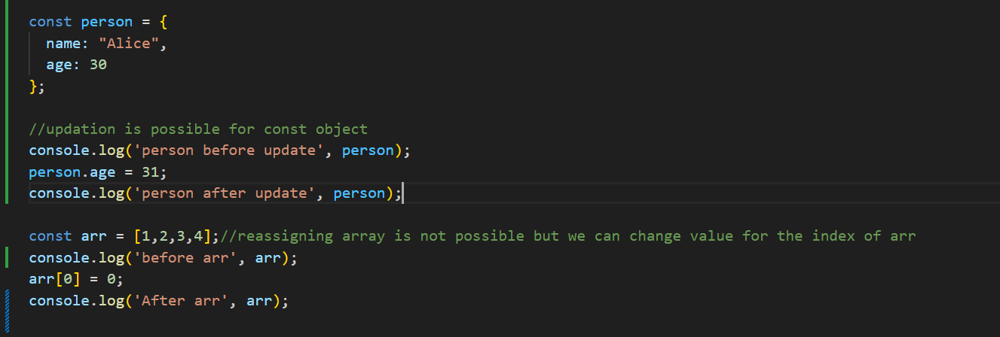 const person = {
  name: "Alice",
  age: 30
};
//updation is possible for const object
console.log('person before update', person);
person.age = 31;
console.log('person after update', person);
const arr = [1,2,3,4];//reassigning array is not possible but we can change value for the index of arr
console.log('before arr', arr);
arr[0] = 0;
console.log('After arr', arr);